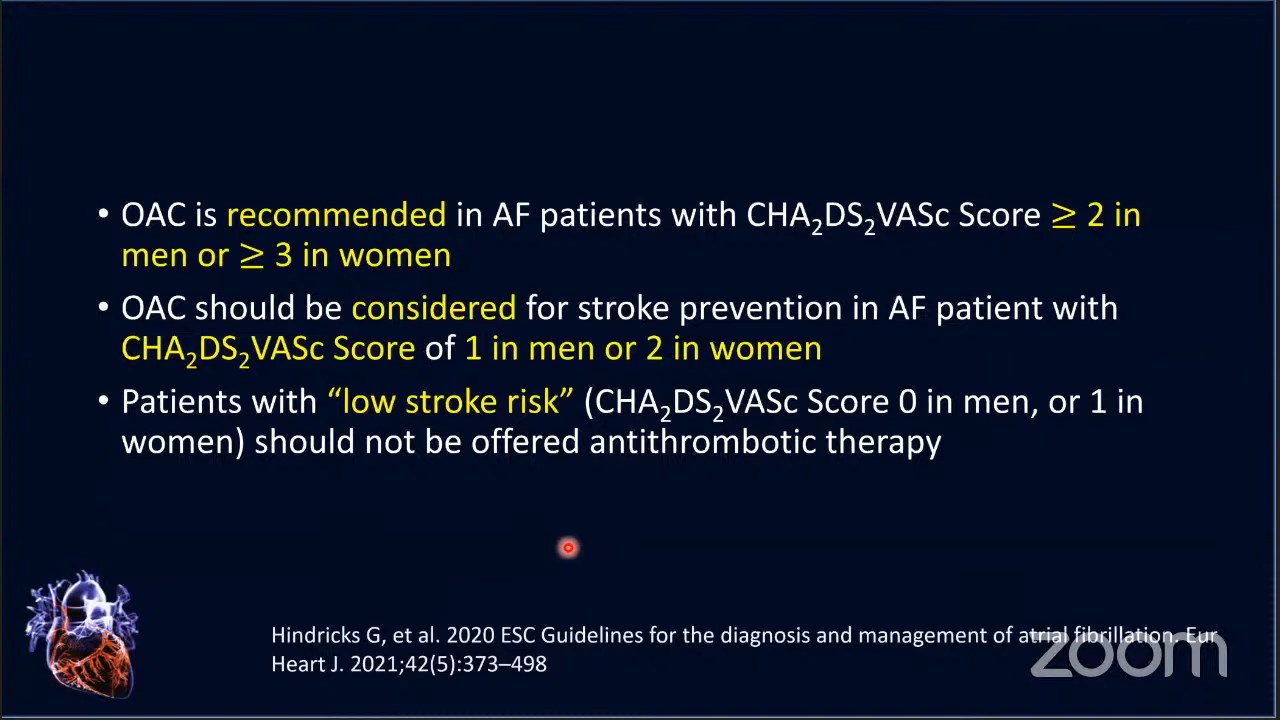 • OAC is recommended in AF patients with CHA₂DS₂VASc Score ≥ 2 in
men or ≥ 3 in women
• OAC should be considered for stroke prevention in AF patient with
CHA₂DS₂VASc Score of 1 in men or 2 in women
• Patients with “low stroke risk” (CHA₂DS₂VASc Score 0 in men, or 1 in
women) should not be offered antithrombotic therapy
Hindricks G, et al. 2020 ESC Guidelines for the diagnosis and management of atrial fibrillation. Eur
Heart J. 2021;42(5):373–498
zoom